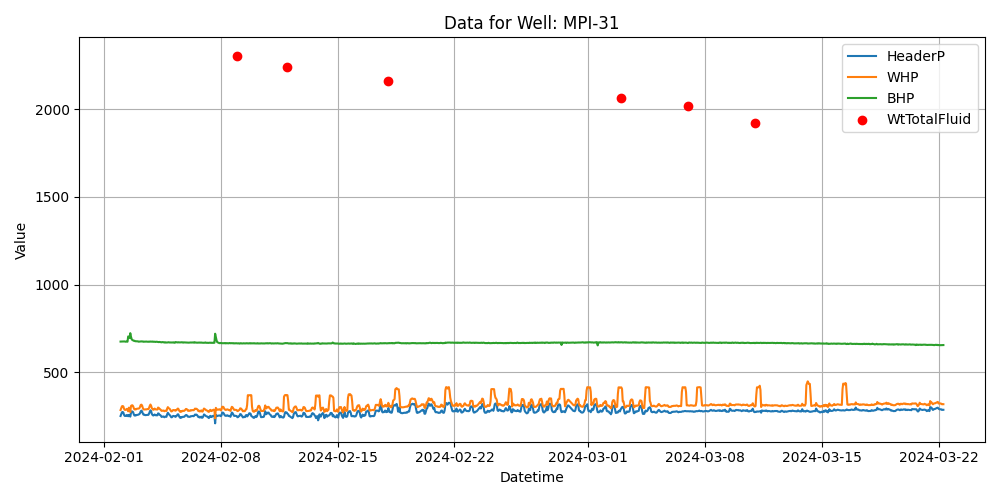 Data for Well: MPI-31
HeaderP
WHP
BHP
WtTotalFluid
Value
2000
1500
1000
500
2024-02-01 2024-02-08 2024-02-15 2024-02-22 2024-03-01 2024-03-08 2024-03-15 2024-03-22
Datetime